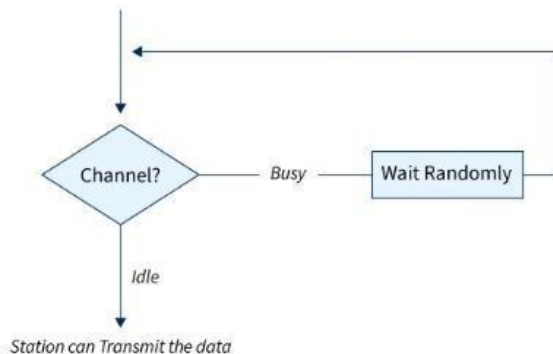 Channel?
Busy
Wait Randomly
Idle
Station can Transmit the data